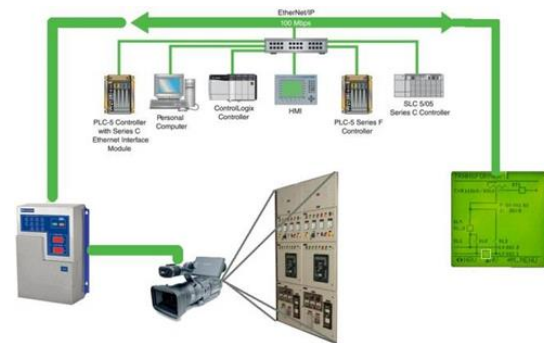 EtherNet/IP
100 Mbps
PLC-5 Controller
with Series C
Ethernet Interface
Module
Personal
Computer
ControlLogix
Controller
HMI
PLC-5 Series F
Controller
SLC 5/05
Series C Controller